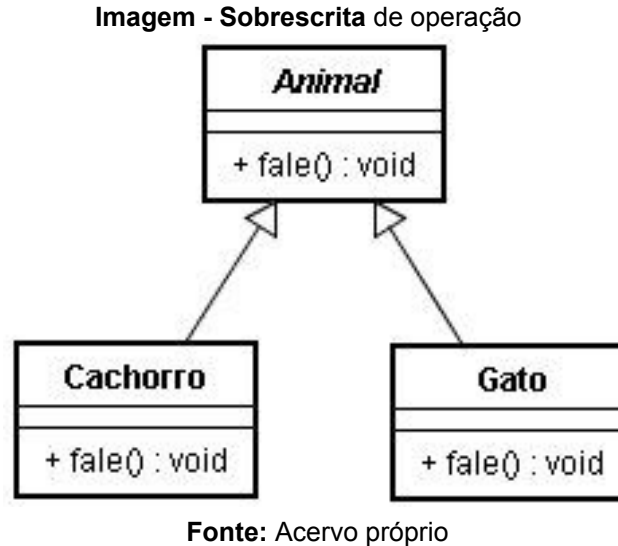 Imagem - Sobrescrita de operação
Animal
+ fale() : void
Cachorro
+ fale() : void
Gato
+ fale() : void
Fonte: Acervo próprio